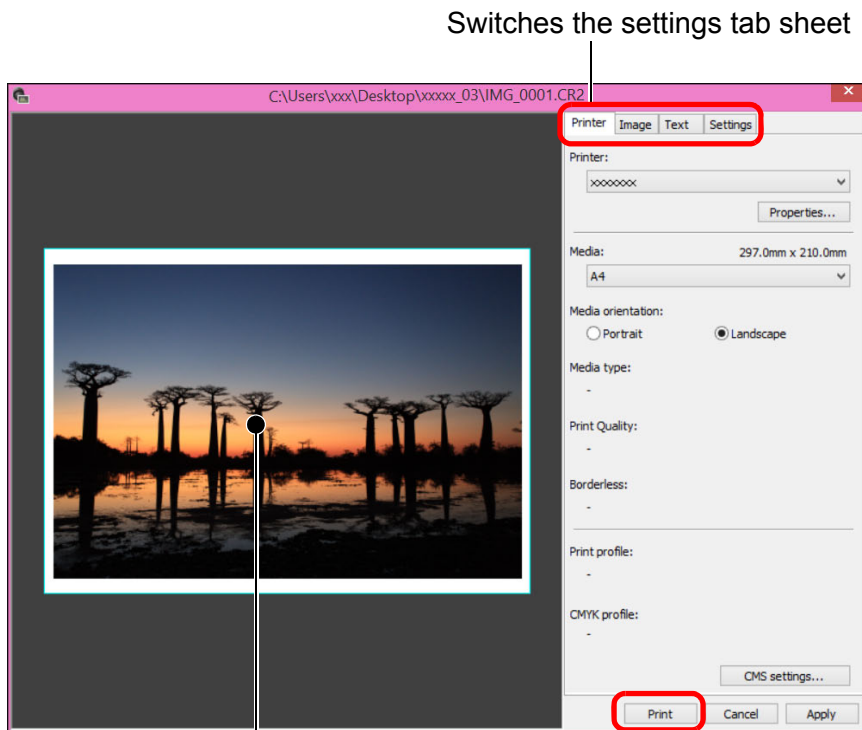 Switches the settings tab sheet
C:\Users\xxx\Desktop\xxxxx_03\IMG_0001.CR2
Printer Image Text Settings
Printer:
xxxxxxx
Properties...
Media: 297.0mm x 210.0mm
A4
Media orientation:
Portrait Landscape
Media type:
-
Print Quality:
-
Borderless:
-
Print profile:
-
CMYK profile:
-
CMS settings...
Print Cancel Apply